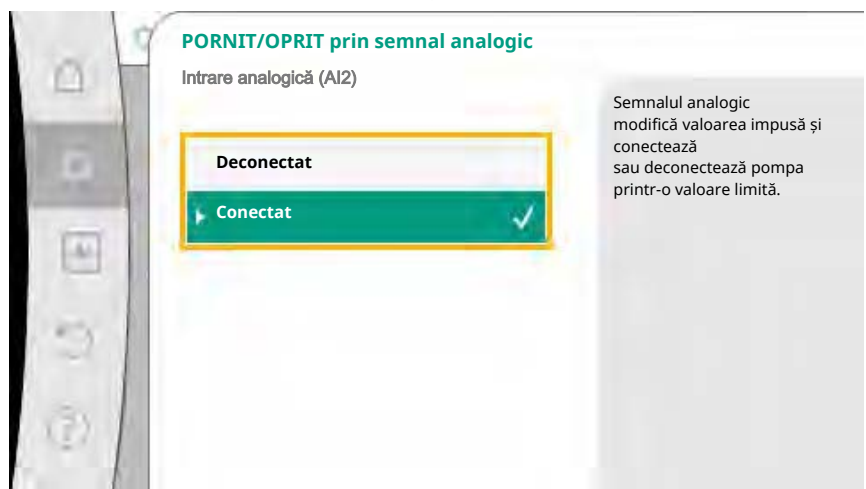 PORNIT/OPRIT prin semnal analogic
Intrare analogică (AI2)
Deconectat
Conectat
Semnalul analogic
modifică valoarea impusă și
conectează
sau deconectează pompa
printr-o valoare limită.